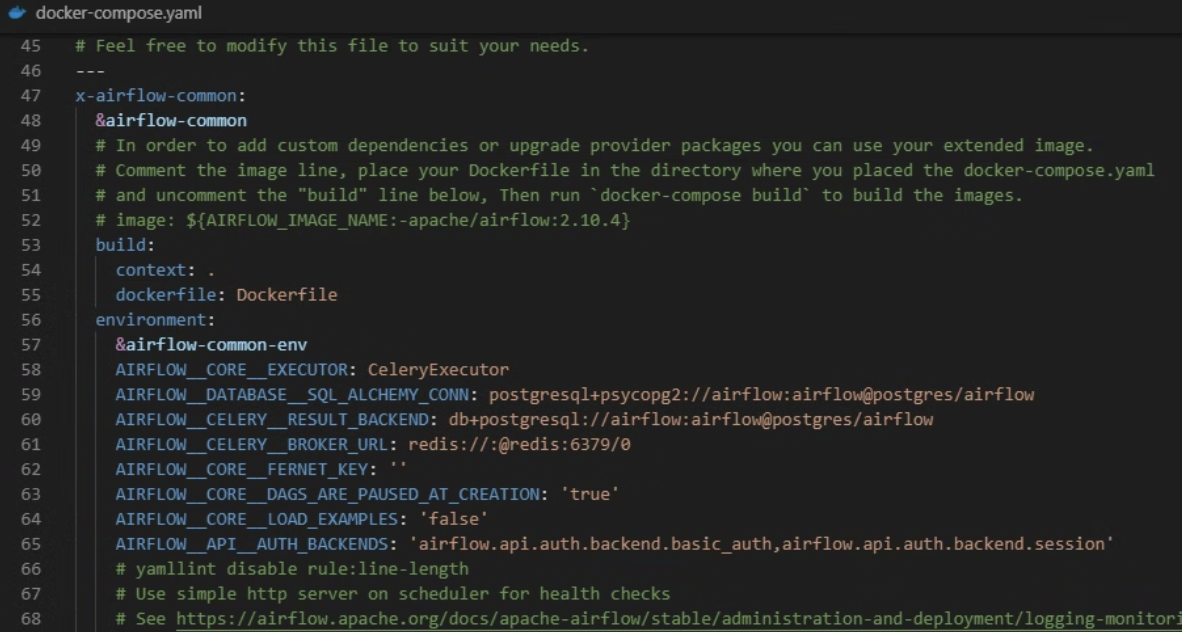 docker-compose.yaml
45 # Feel free to modify this file to suit your needs.
46 ---
47 x-airflow-common:
48 &airflow-common
49 # In order to add custom dependencies or upgrade provider packages you can use your extended image.
50 # Comment the image line, place your Dockerfile in the directory where you placed the docker-compose.yaml
51 # and uncomment the "build" line below, Then run `docker-compose build` to build the images.
52 # image: ${AIRFLOW_IMAGE_NAME:-apache/airflow:2.10.4}
53 build:
54 context: .
55 dockerfile: Dockerfile
56 environment:
57 &airflow-common-env
58 AIRFLOW__CORE__EXECUTOR: CeleryExecutor
59 AIRFLOW__DATABASE__SQL_ALCHEMY_CONN: postgresql+psycopg2://airflow:airflow@postgres/airflow
60 AIRFLOW__CELERY__RESULT_BACKEND: db+postgresql://airflow:airflow@postgres/airflow
61 AIRFLOW__CELERY__BROKER_URL: redis://:@redis:6379/0
62 AIRFLOW__CORE__FERNET_KEY: ''
63 AIRFLOW__CORE__DAGS_ARE_PAUSED_AT_CREATION: 'true'
64 AIRFLOW__CORE__LOAD_EXAMPLES: 'false'
65 AIRFLOW__API__AUTH_BACKENDS: 'airflow.api.auth.backend.basic_auth,airflow.api.auth.backend.session'
66 # yamllint disable rule:line-length
67 # Use simple http server on scheduler for health checks
68 # See https://airflow.apache.org/docs/apache-airflow/stable/administration-and-deployment/logging-monitori